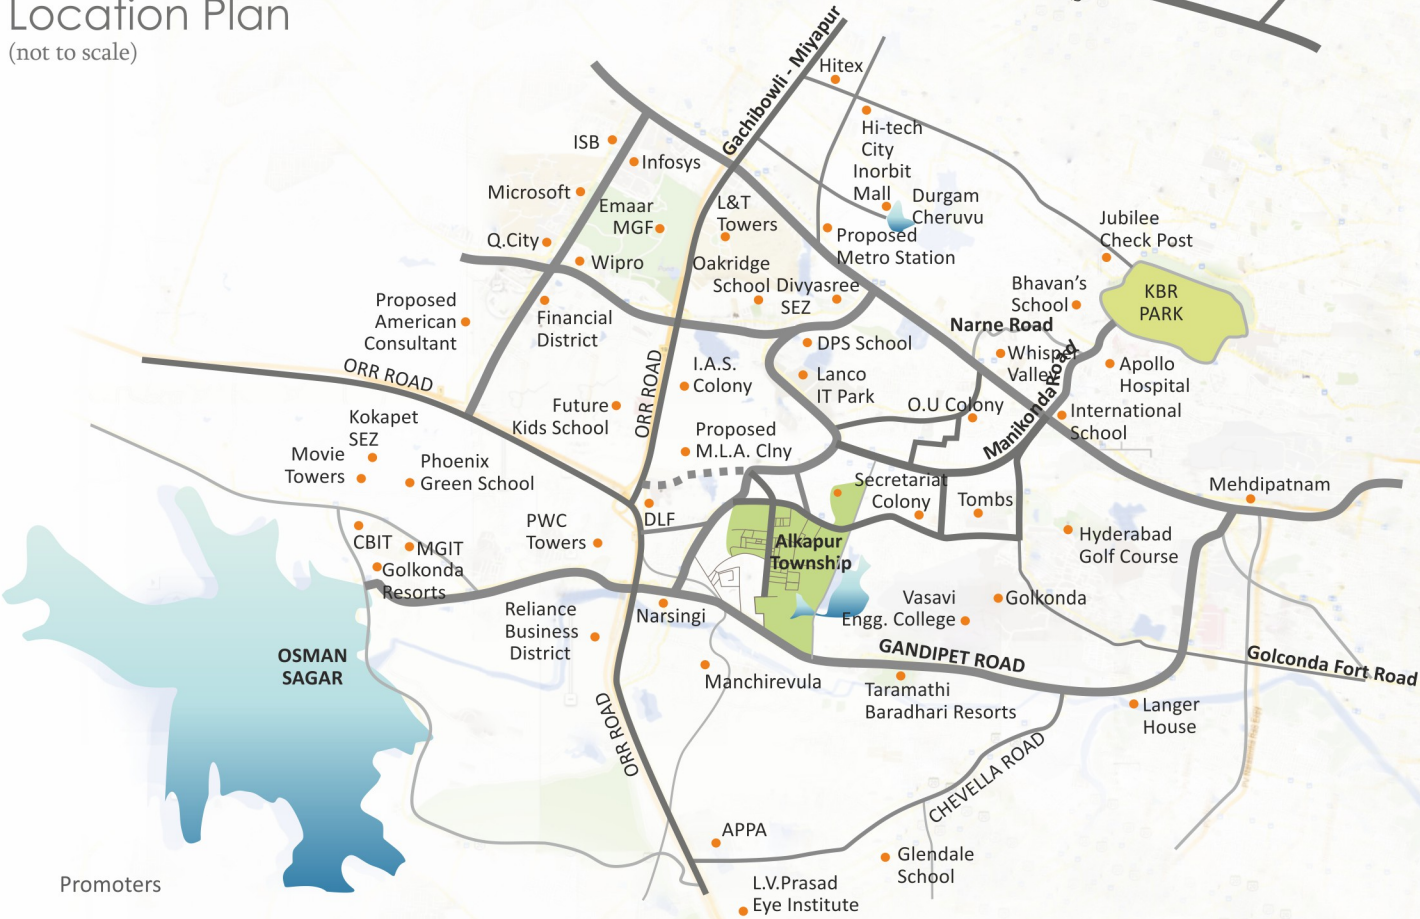 Location Plan
(not to scale)
Gachibowli - Miyapur
Hitex
Hi-tech
City
Inorbit
Mall
Durgam
Cheruvu
ISB
Infosys
Microsoft
Emaar
MGF
L&T
Towers
Q.City
Wipro
Proposed
Metro Station
Jubilee
Check Post
Oakridge
School
Divyasree
SEZ
Bhavan's
School
KBR
PARK
Proposed
American
Consultant
Financial
District
Narne Road
DPS School
Whisper
Valley
Manikonda Road
Apollo
Hospital
ORR ROAD
ORR ROAD
I.A.S.
Colony
Lanco
IT Park
Future
Kids School
O.U Colony
International
School
Kokapet
SEZ
Movie
Towers
Phoenix
Green School
Proposed
M.L.A. Clny
Secretariat
Colony
Tombs
Mehdipatnam
DLF
PWC
Towers
CBIT
MGIT
Golkonda
Resorts
Alkapur
Township
Hyderabad
Golf Course
Reliance
Business
District
Narsingi
Vasavi
Engg. College
Golkonda
OSMAN
SAGAR
GANDIPET ROAD
Golconda Fort Road
Manchirevula
Taramathi
Baradhari Resorts
Langer
House
ORR ROAD
CHEVELLA ROAD
APPA
Glendale
School
Promoters
L.V.Prasad
Eye Institute